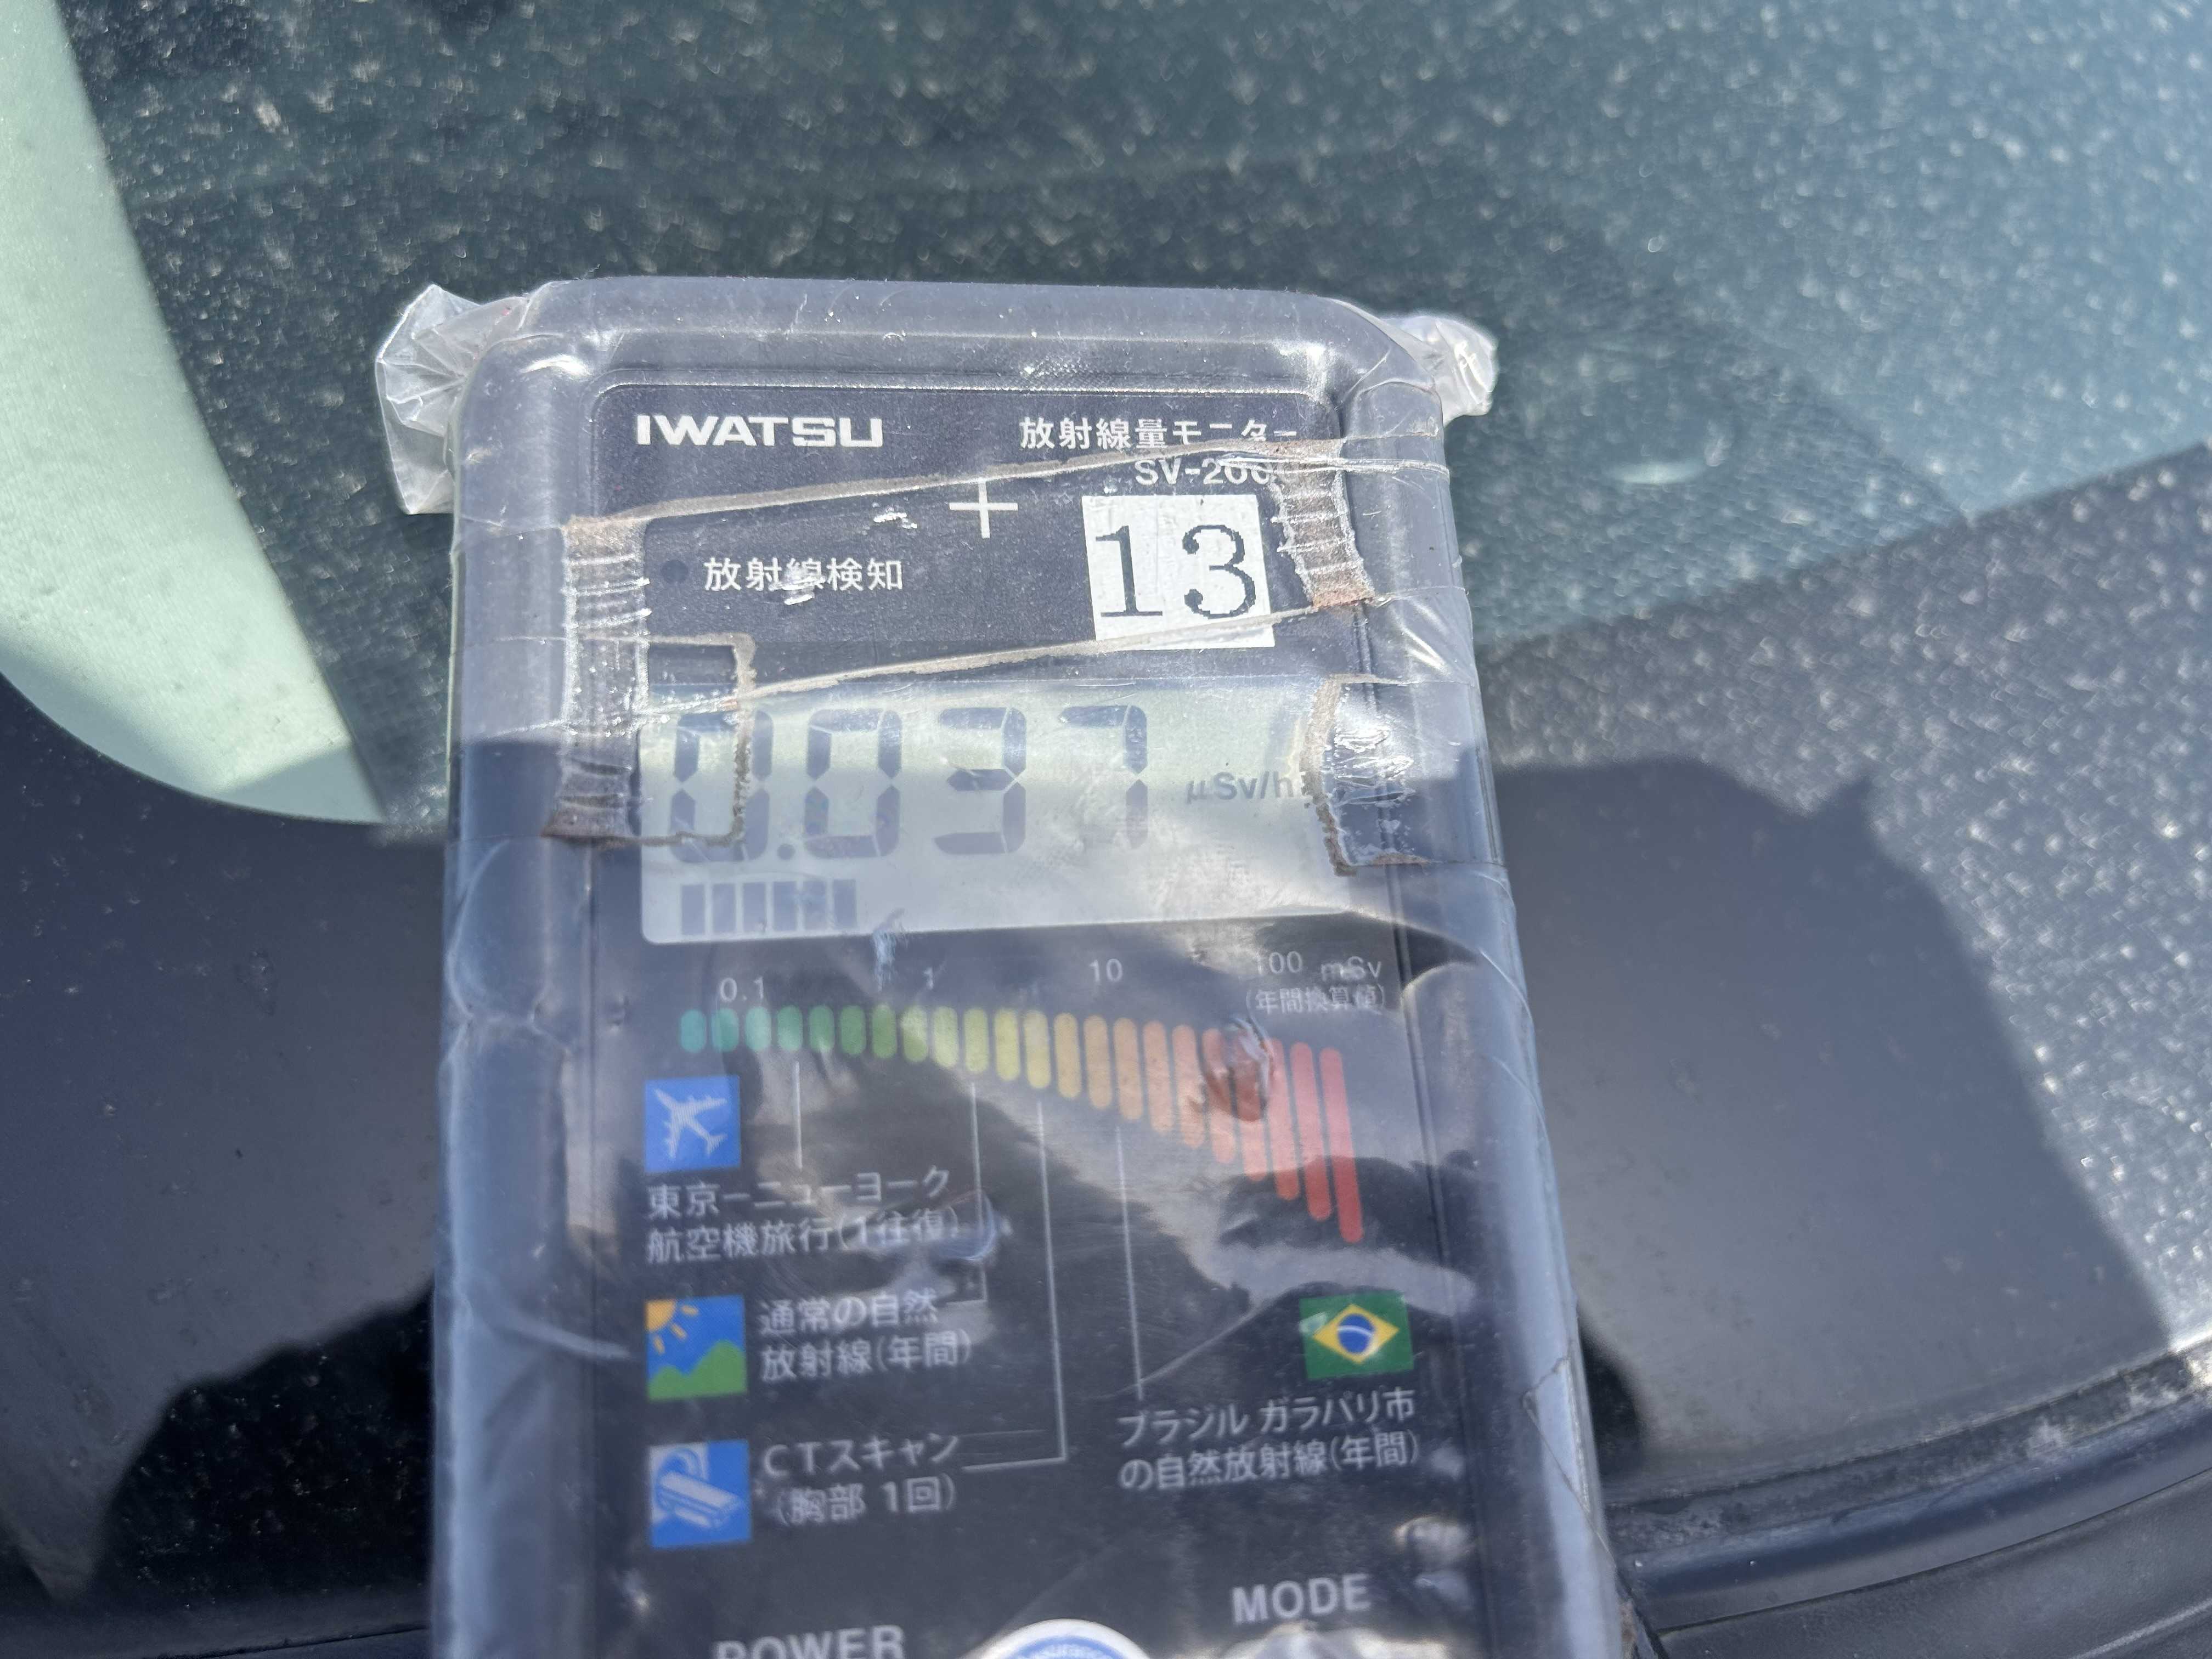 IWATSU
放射線量モニター
SV-200
13
放射線検知
0.037 μSv/h
0.1 1 10 100 mSv
(年間換算値)
東京ーニューヨーク
航空機旅行(1往復)
通常の自然
放射線(年間)
CTスキャン
(胸部 1回)
ブラジル ガラパリ市
の自然放射線(年間)
MODE
POWER